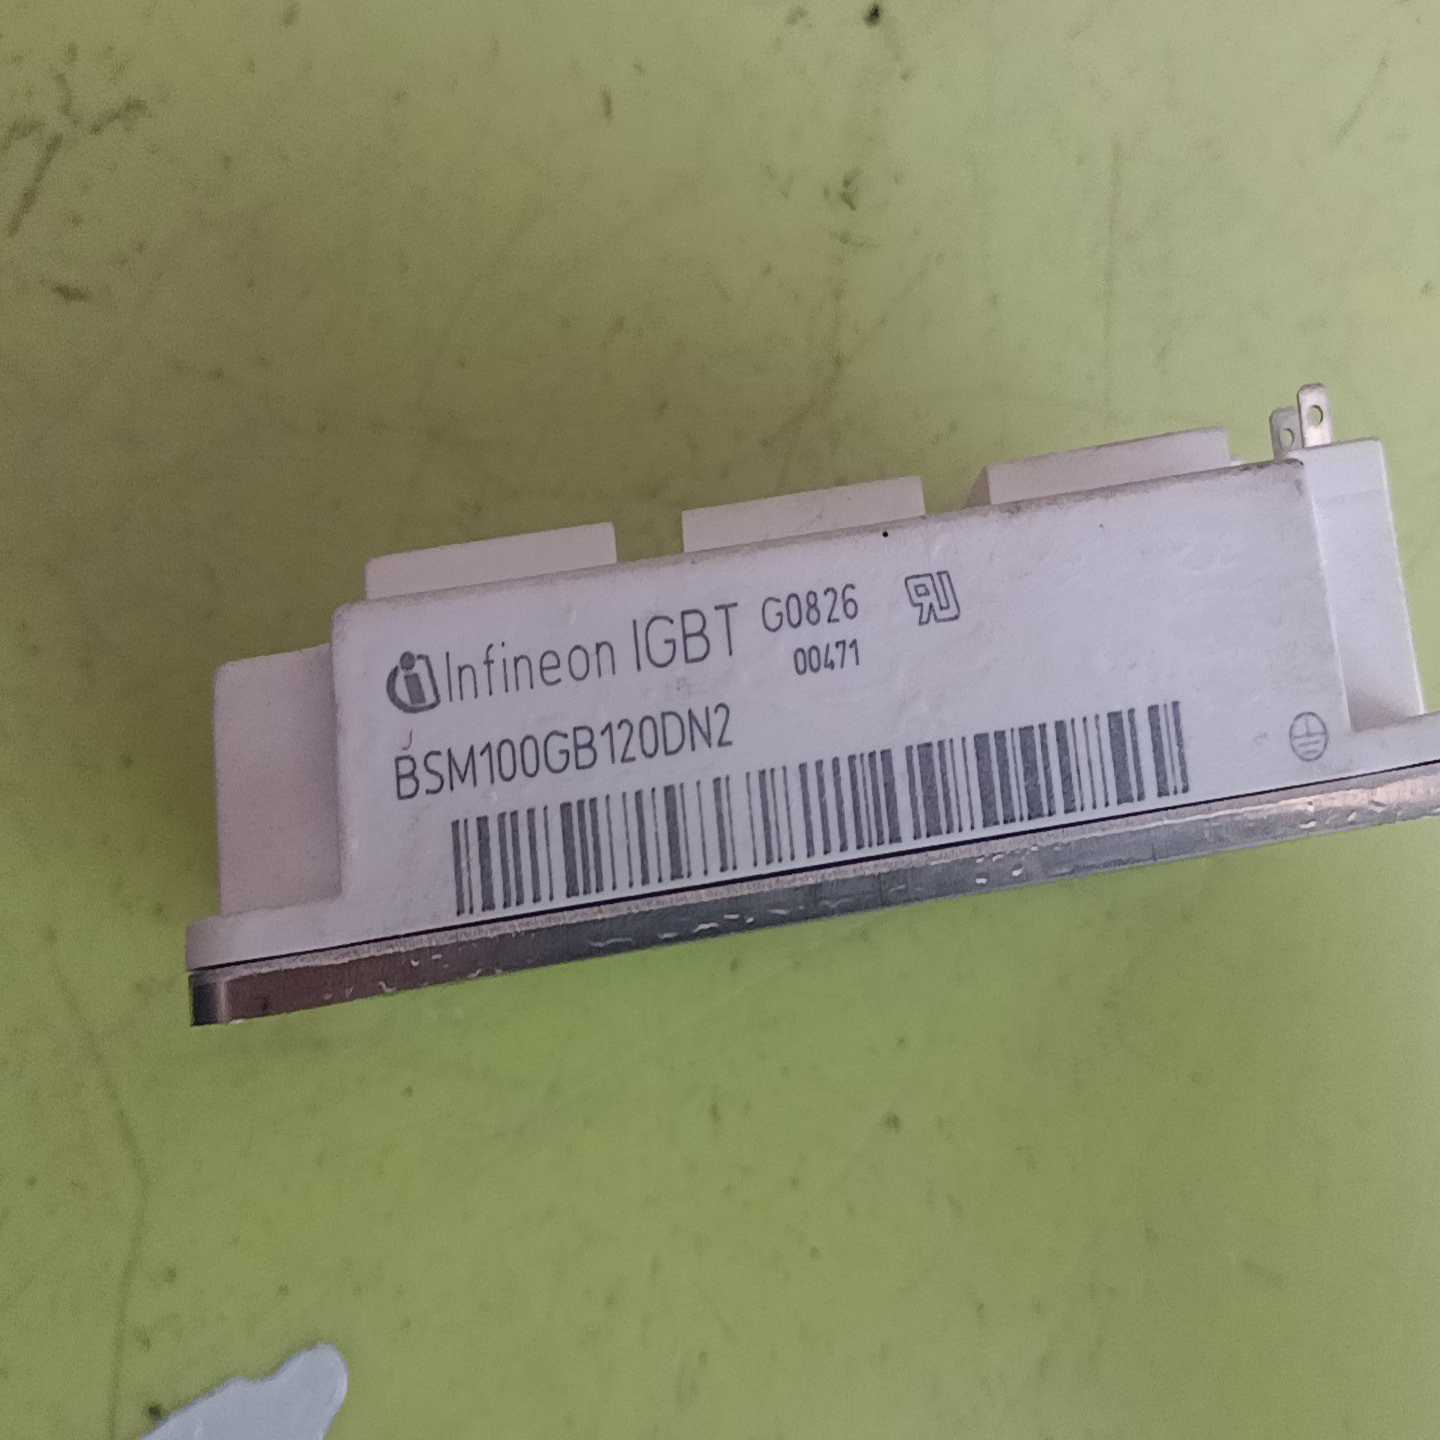 Infineon IGBT G0826
00471
BSM100GB120DN2